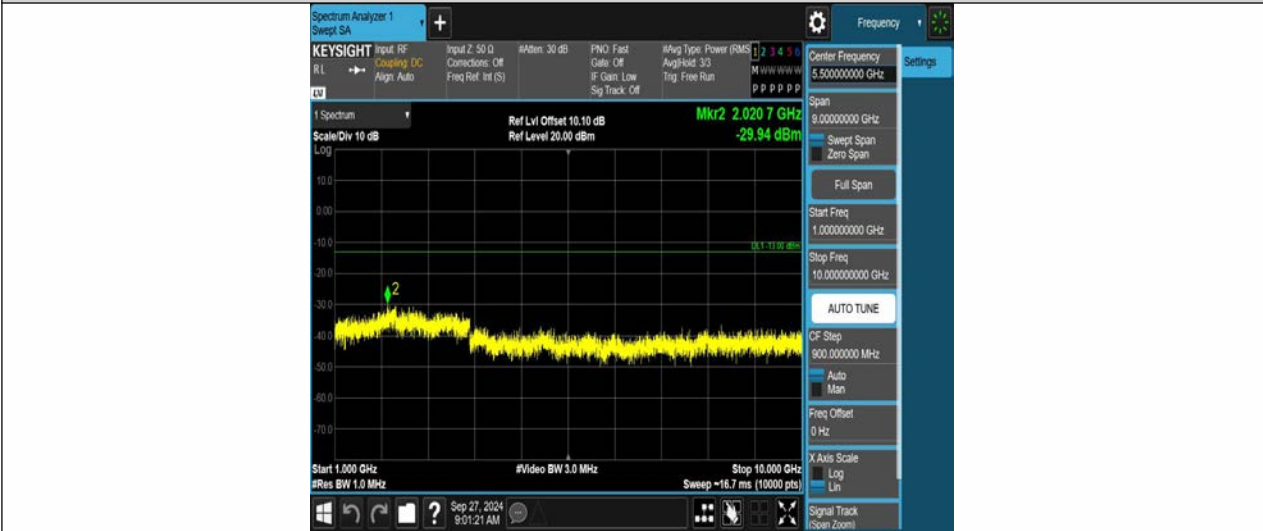 Spectrum Analyzer 1
Swept SA
+
Frequency
KEYSIGHT
RL
Input: RF
Coupling: DC
Align: Auto
Input Z: 50 Ω
Corrections: Off
Freq Ref: Int (S)
#Atten: 30 dB
PNO: Fast
Gate: Off
IF Gain: Low
Sig Track: Off
#Avg Type: Power (RMS
Avg|Hold: 3/3
Trig: Free Run
1 2 3 4 5 6
M W W W W W
P P P P P P
1 Spectrum
Scale/Div 10 dB
Log
Ref Lvl Offset 10.10 dB
Ref Level 20.00 dBm
Mkr2 2.020 7 GHz
-29.94 dBm
10.0
0.00
-10.0
-20.0
-30.0
-40.0
-50.0
-60.0
-70.0
DL1 -13.00 dBm
2
Start 1.000 GHz
#Res BW 1.0 MHz
#Video BW 3.0 MHz
Stop 10.000 GHz
Sweep ~16.7 ms (10000 pts)
?
Sep 27, 2024
9:01:21 AM
Center Frequency
5.500000000 GHz
Settings
Span
9.00000000 GHz
Swept Span
Zero Span
Full Span
Start Freq
1.000000000 GHz
Stop Freq
10.000000000 GHz
AUTO TUNE
CF Step
900.000000 MHz
Auto
Man
Freq Offset
0 Hz
X Axis Scale
Log
Lin
Signal Track
(Span Zoom)